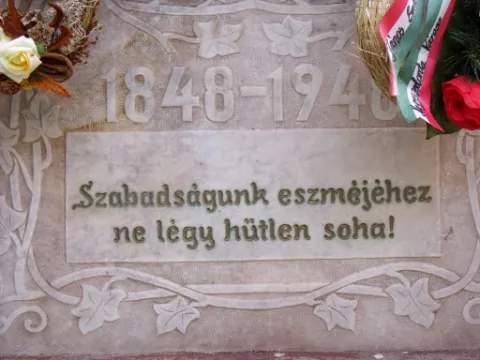 1848-194
Szabadságunk eszméjéhez
ne légy hűtlen soha!